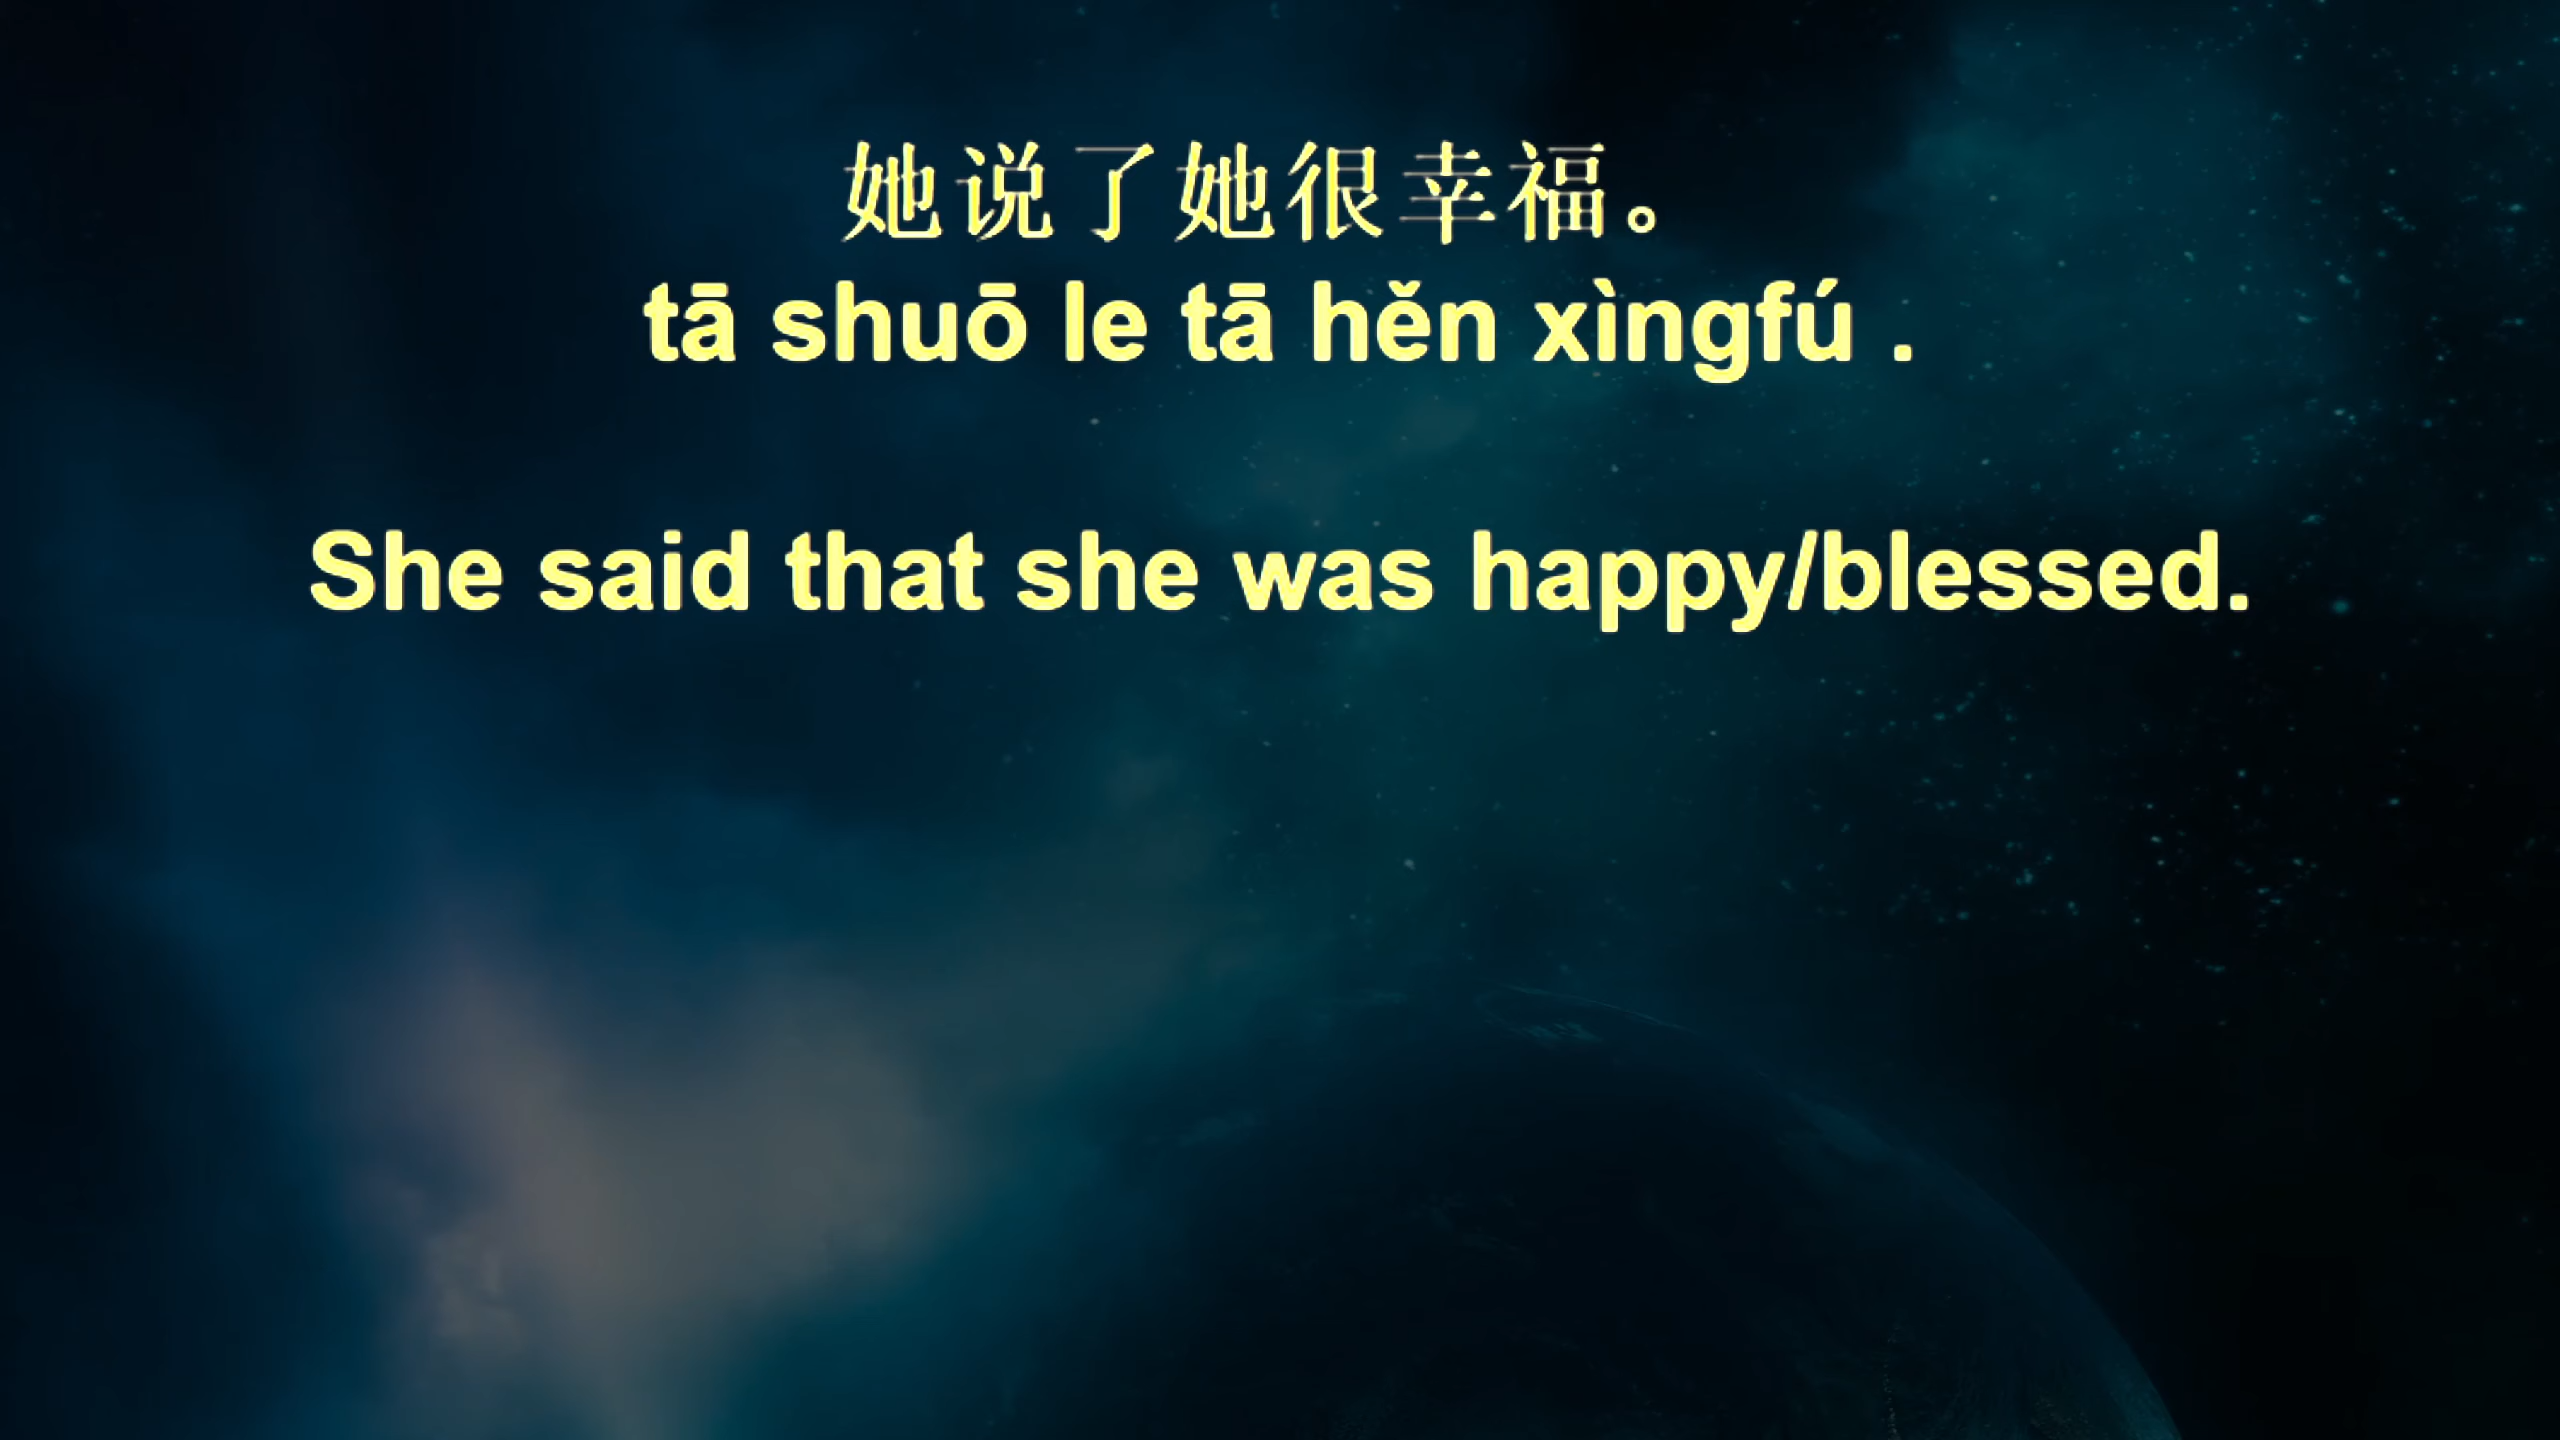 她说了她很幸福。
tā shuō le tā hěn xìngfú .
She said that she was happy/blessed.